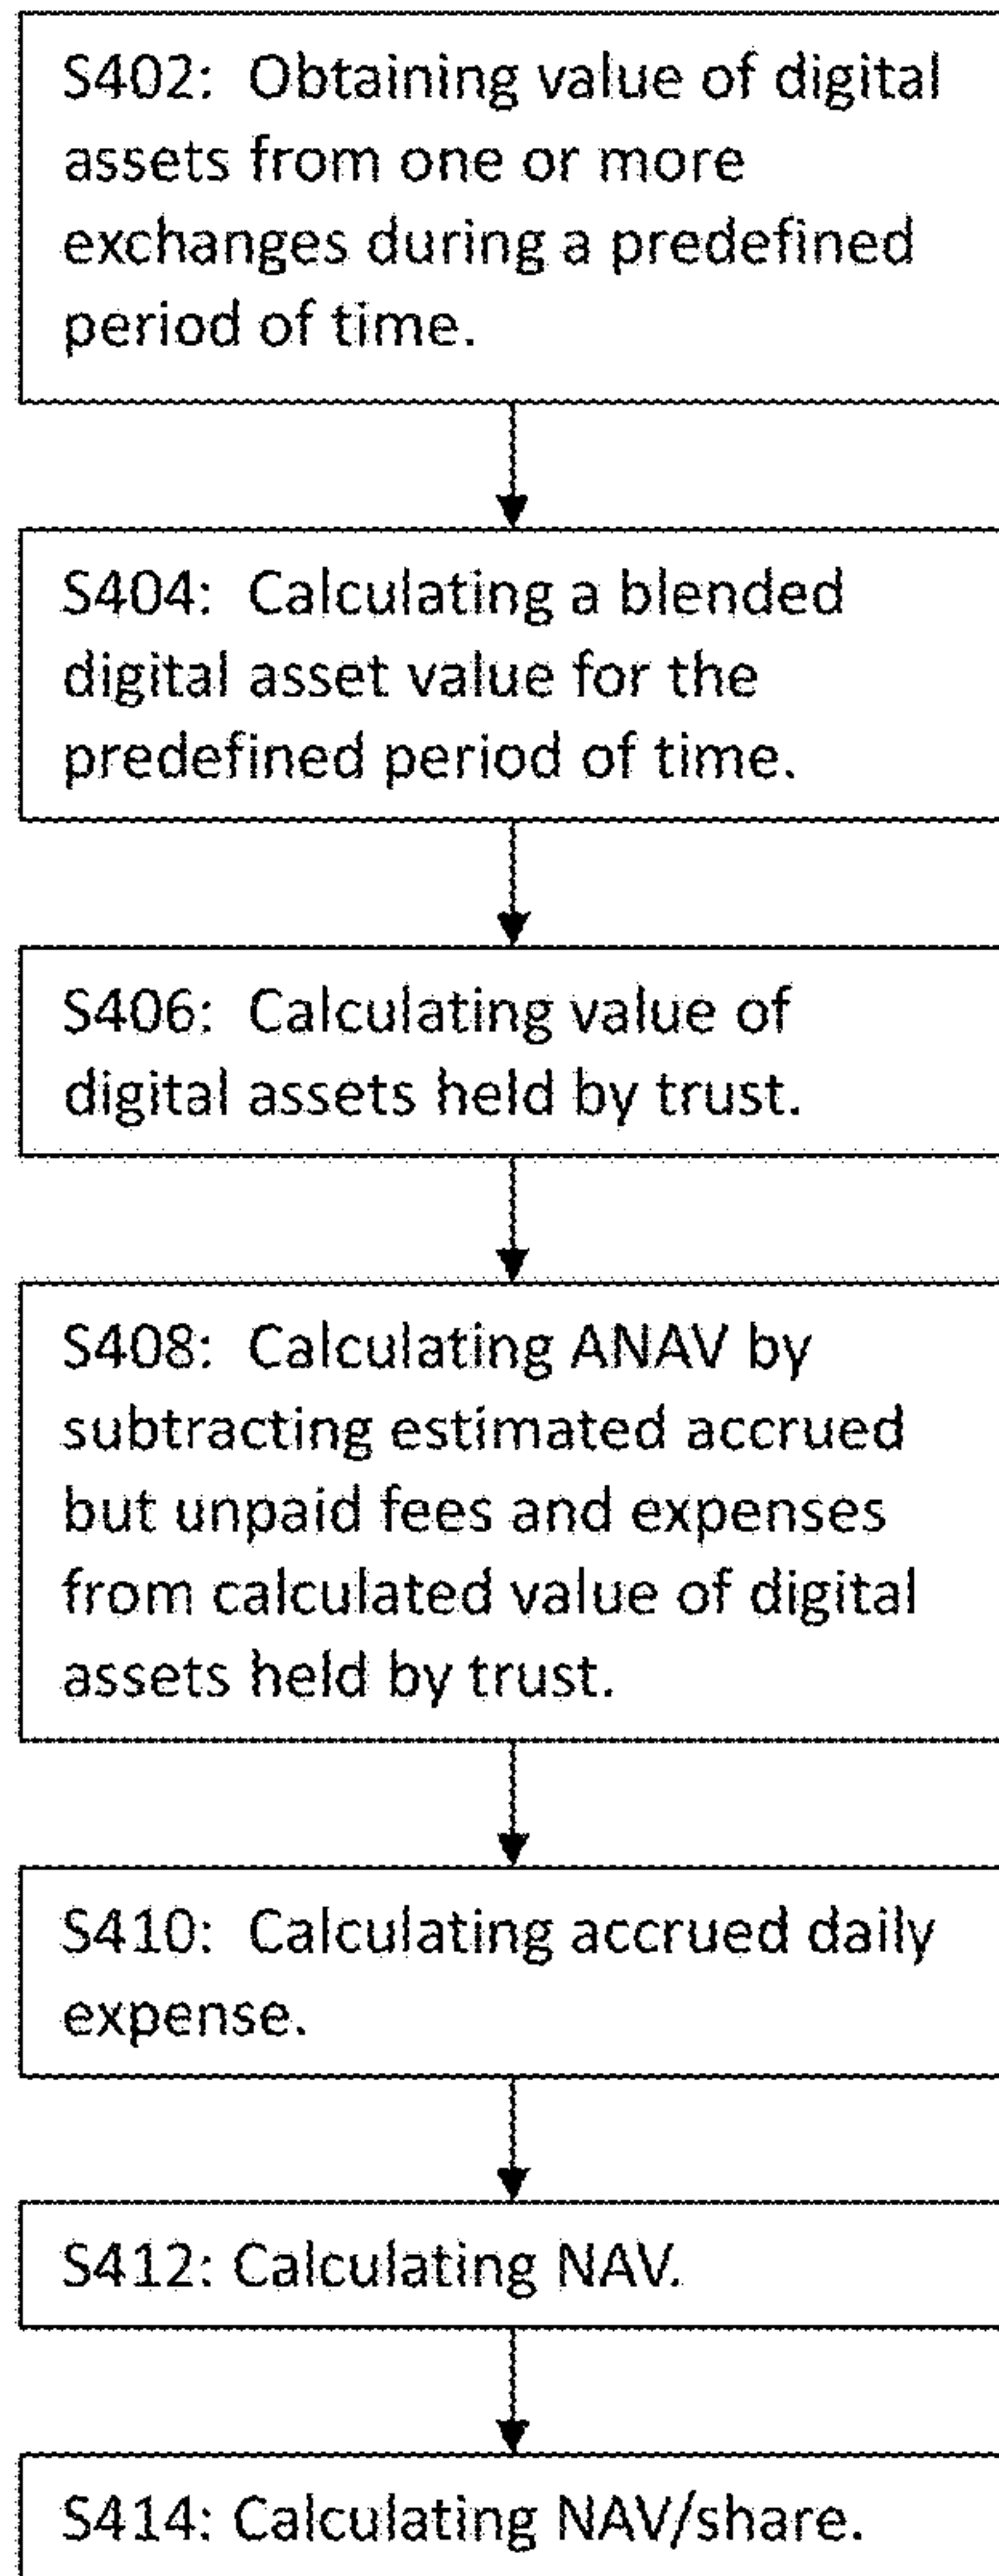 S402:  Obtaining value of digital
assets from one or more
exchanges during a predefined
period of time.
S404:  Calculating a blended
digital asset value for the
predefined period of time.
S406:  Calculating value of
digital assets held by trust.
S408:  Calculating ANAV by
subtracting estimated accrued
but unpaid fees and expenses
from calculated value of digital
assets held by trust.
S410:  Calculating accrued daily
expense.
S412: Calculating NAV.
S414: Calculating NAV/share.